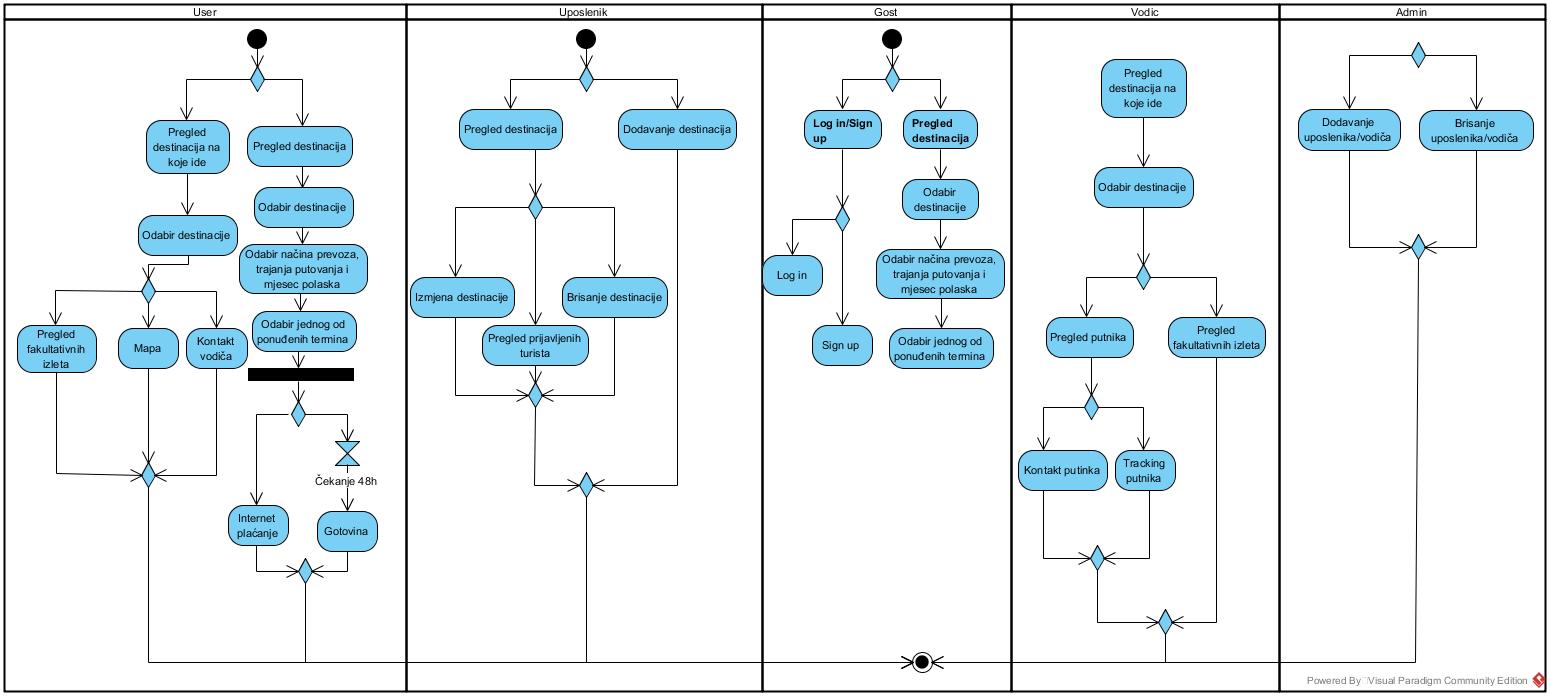 User
Uposlenik
Gost
Vodic
Admin
Pregled
destinacija na
koje ide
Pregled destinacija
Odabir destinacije
Odabir destinacije
Odabir načina prevoza,
trajanja putovanja i
mjesec polaska
Pregled
fakultativnih
izleta
Mapa
Kontakt
vodiča
Odabir jednog od
ponuđenih termina
Čekanje 48h
Internet
plaćanje
Gotovina
Pregled destinacija
Dodavanje destinacija
Izmjena destinacije
Brisanje destinacije
Pregled prijavljenih
turista
Log in/Sign
up
Pregled
destinacija
Odabir
destinacije
Log in
Odabir načina prevoza,
trajanja putovanja i
mjesec polaska
Sign up
Odabir jednog od
ponuđenih termina
Pregled
destinacija na
koje ide
Odabir destinacije
Pregled putnika
Pregled
fakultativnih izleta
Kontakt putinka
Tracking
putnika
Dodavanje
uposlenika/vodiča
Brisanje
uposlenika/vodiča
Powered By Visual Paradigm Community Edition